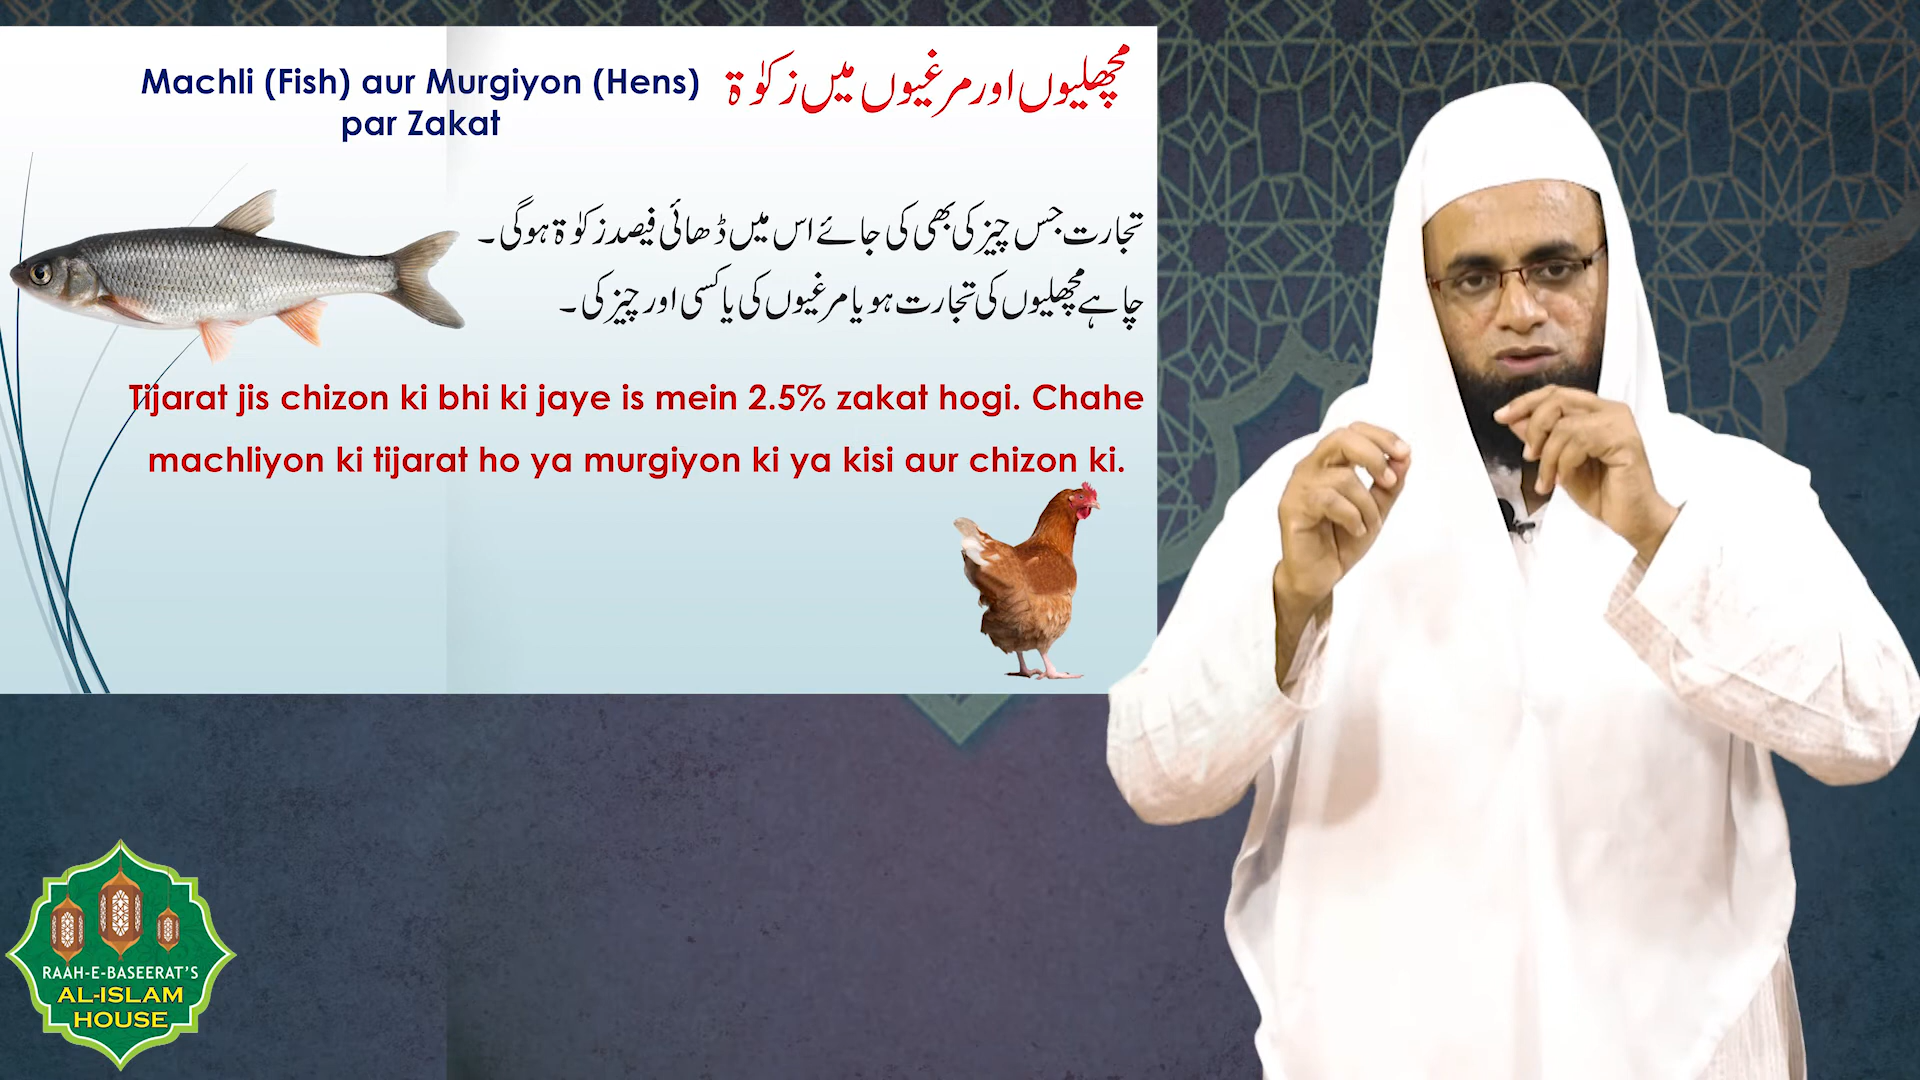 Machli (Fish) aur Murgiyon (Hens)
par Zakat
مچھلیوں اور مرغیوں میں زکوٰۃ
تجارت جس چیز کی بھی کی جائے اس میں ڈھائی فیصد زکوٰۃ ہوگی۔
چاہے مچھلیوں کی تجارت ہو یا مرغیوں کی یا کسی اور چیز کی۔
Tijarat jis chizon ki bhi ki jaye is mein 2.5% zakat hogi. Chahe
machliyon ki tijarat ho ya murgiyon ki ya kisi aur chizon ki.
RAAH-E-BASEERAT'S
AL-ISLAM
HOUSE